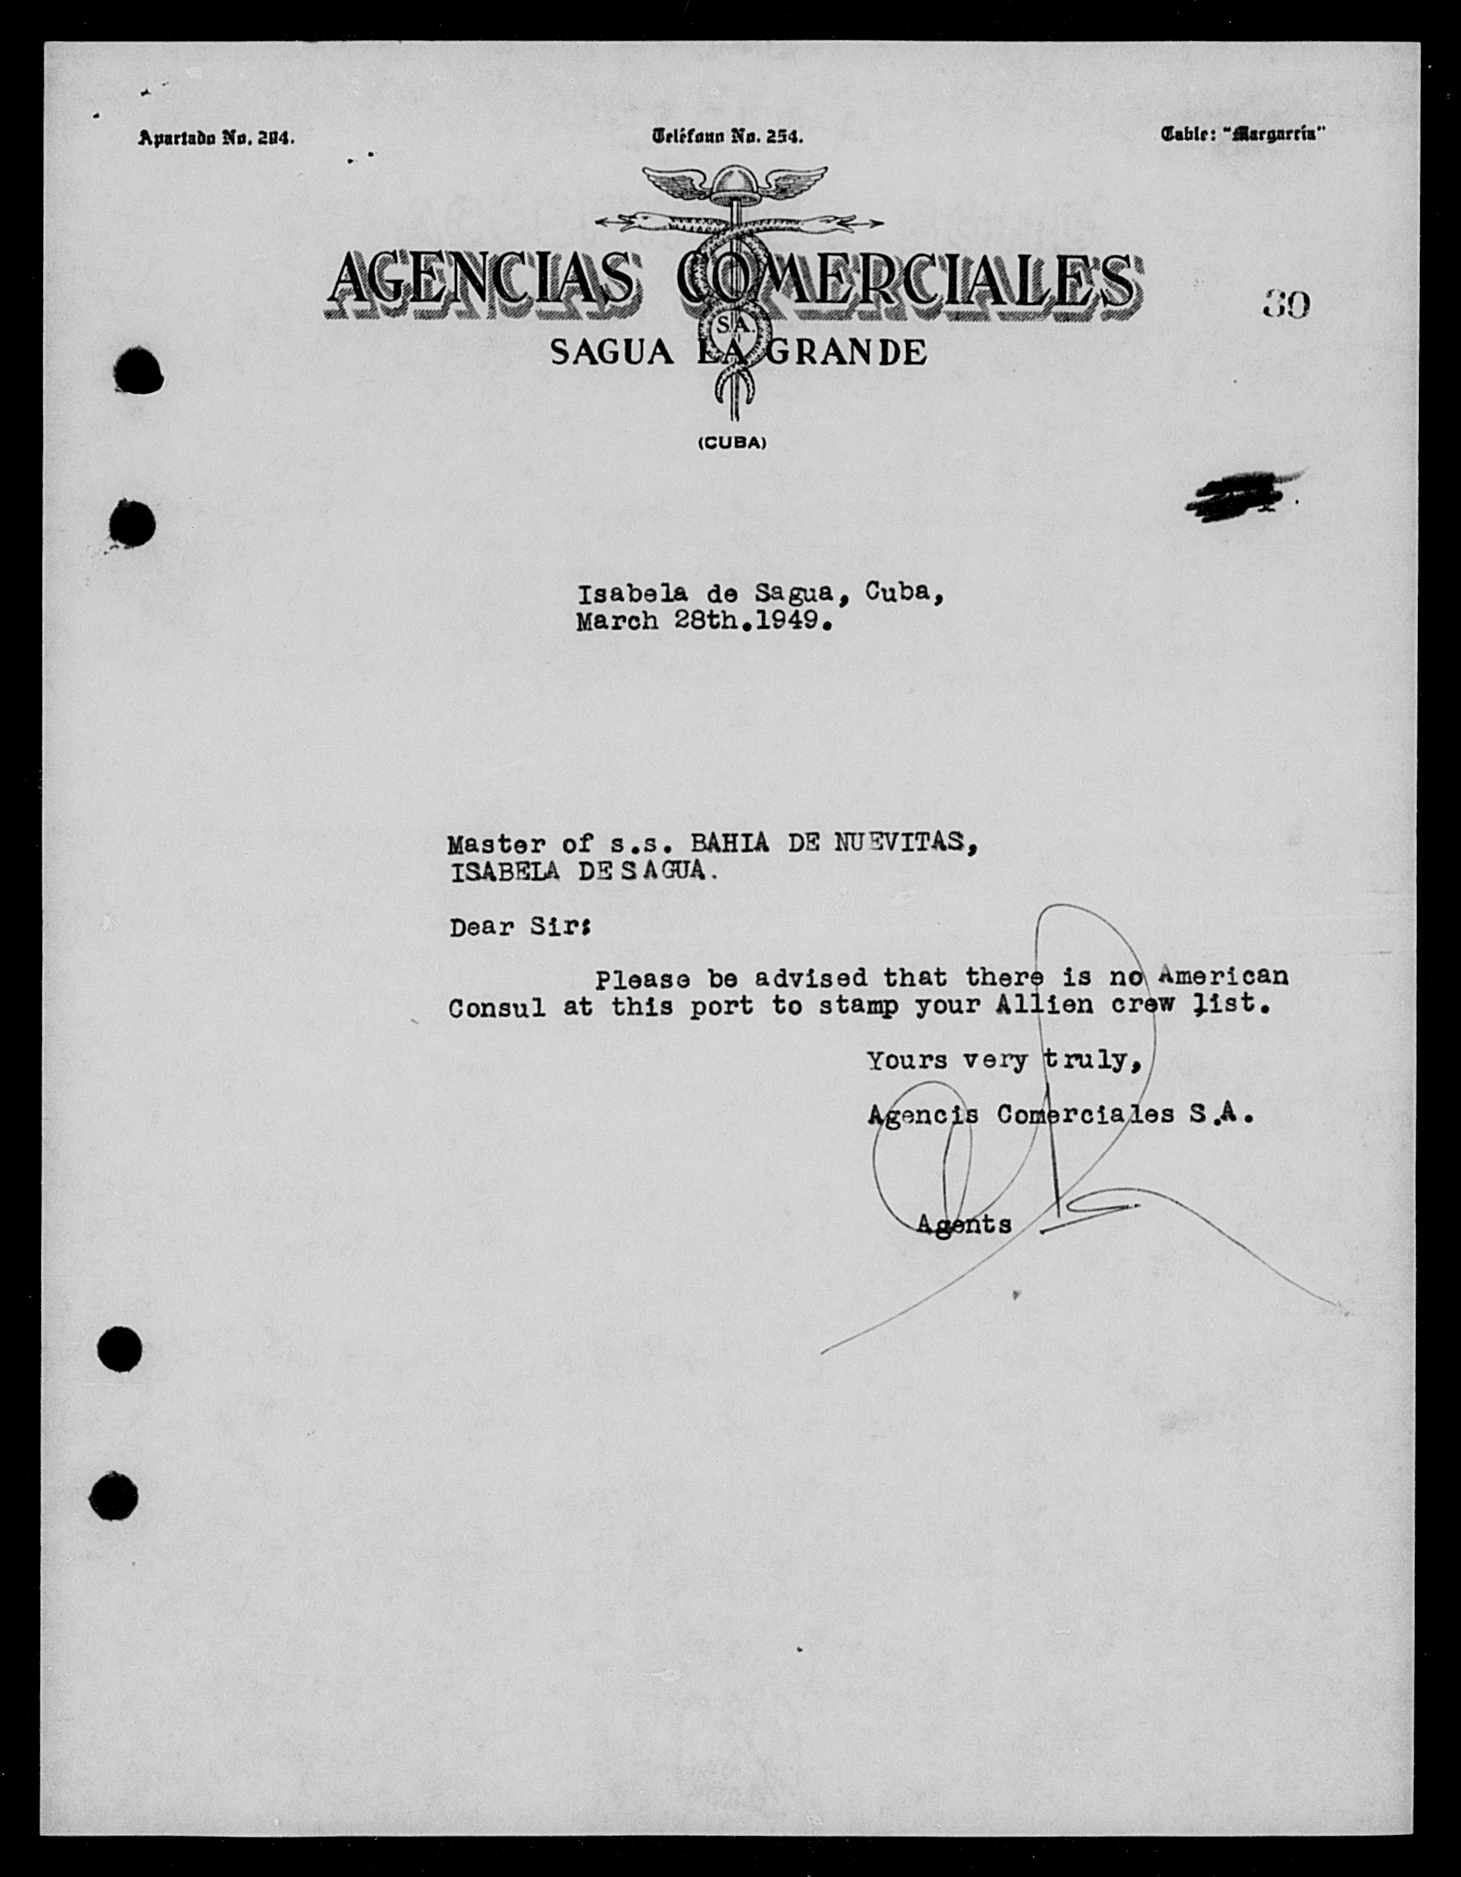 Apartado No. 204.
Teléfono No. 254.
Cable: "Margarría"
AGENCIAS COMERCIALES
S.A.
30
SAGUA LA GRANDE
(CUBA)
Isabela de Sagua, Cuba,
March 28th.1949.
Master of s.s. BAHIA DE NUEVITAS,
ISABELA DE SAGUA.
Dear Sir:
Please be advised that there is no American
Consul at this port to stamp your Allien crew list.
Yours very truly,
Agencis Comerciales S.A.
Agents